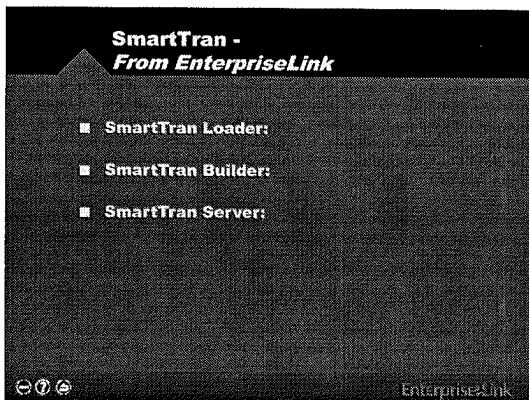 SmartTran -
From EnterpriseLink
SmartTran Loader:
SmartTran Builder:
SmartTran Server:
EnterpriseLink